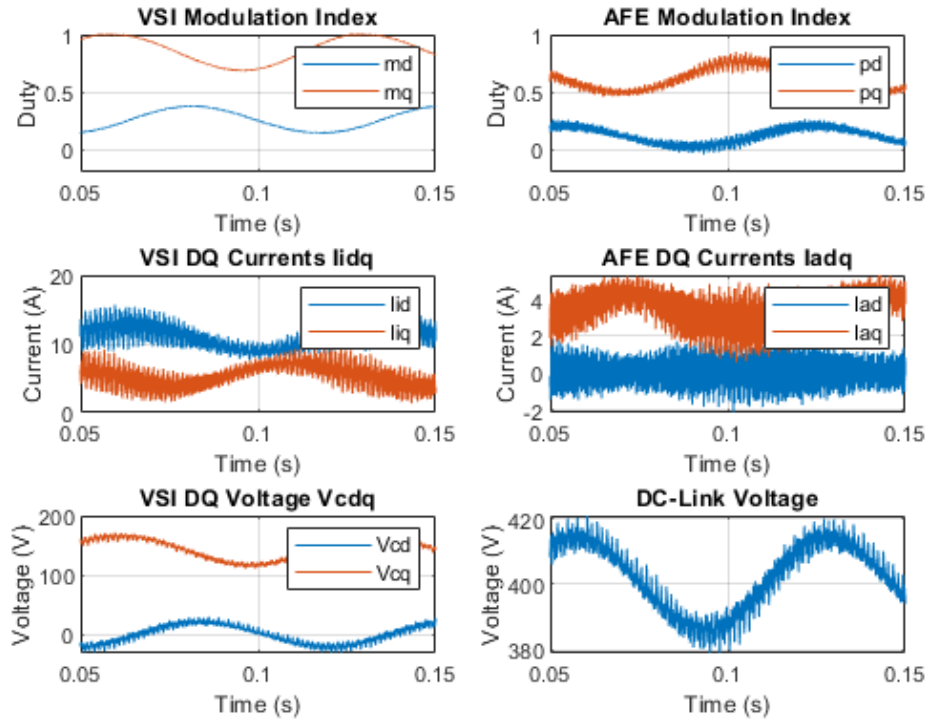 VSI Modulation Index
1
0.5
0
Duty
md
mq
0.05
0.1
0.15
Time (s)
AFE Modulation Index
1
0.5
0
Duty
pd
pq
0.05
0.1
0.15
Time (s)
VSI DQ Currents Iidq
20
10
0
Current (A)
Iid
Iiq
0.05
0.1
0.15
Time (s)
AFE DQ Currents Iadq
4
2
0
-2
Current (A)
Iad
Iaq
0.05
0.1
0.15
Time (s)
VSI DQ Voltage Vcdq
200
100
0
Voltage (V)
Vcd
Vcq
0.05
0.1
0.15
Time (s)
DC-Link Voltage
420
400
380
Voltage (V)
0.05
0.1
0.15
Time (s)